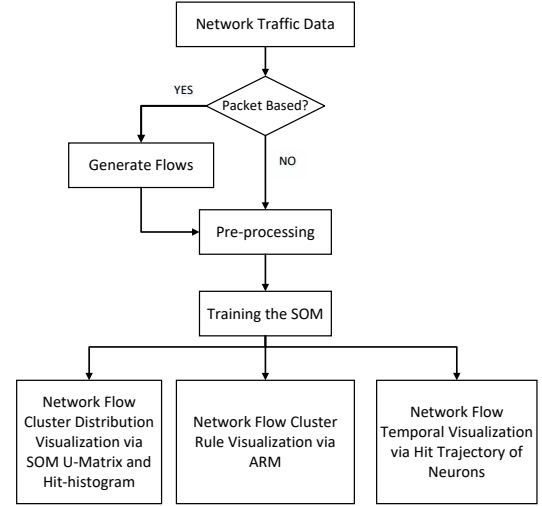 Network Traffic Data
YES
Packet Based?
Generate Flows
NO
Pre-processing
Training the SOM
Network Flow
Cluster Distribution
Visualization via
SOM U-Matrix and
Hit-histogram
Network Flow Cluster
Rule Visualization via
ARM
Network Flow
Temporal Visualization
via Hit Trajectory of
Neurons